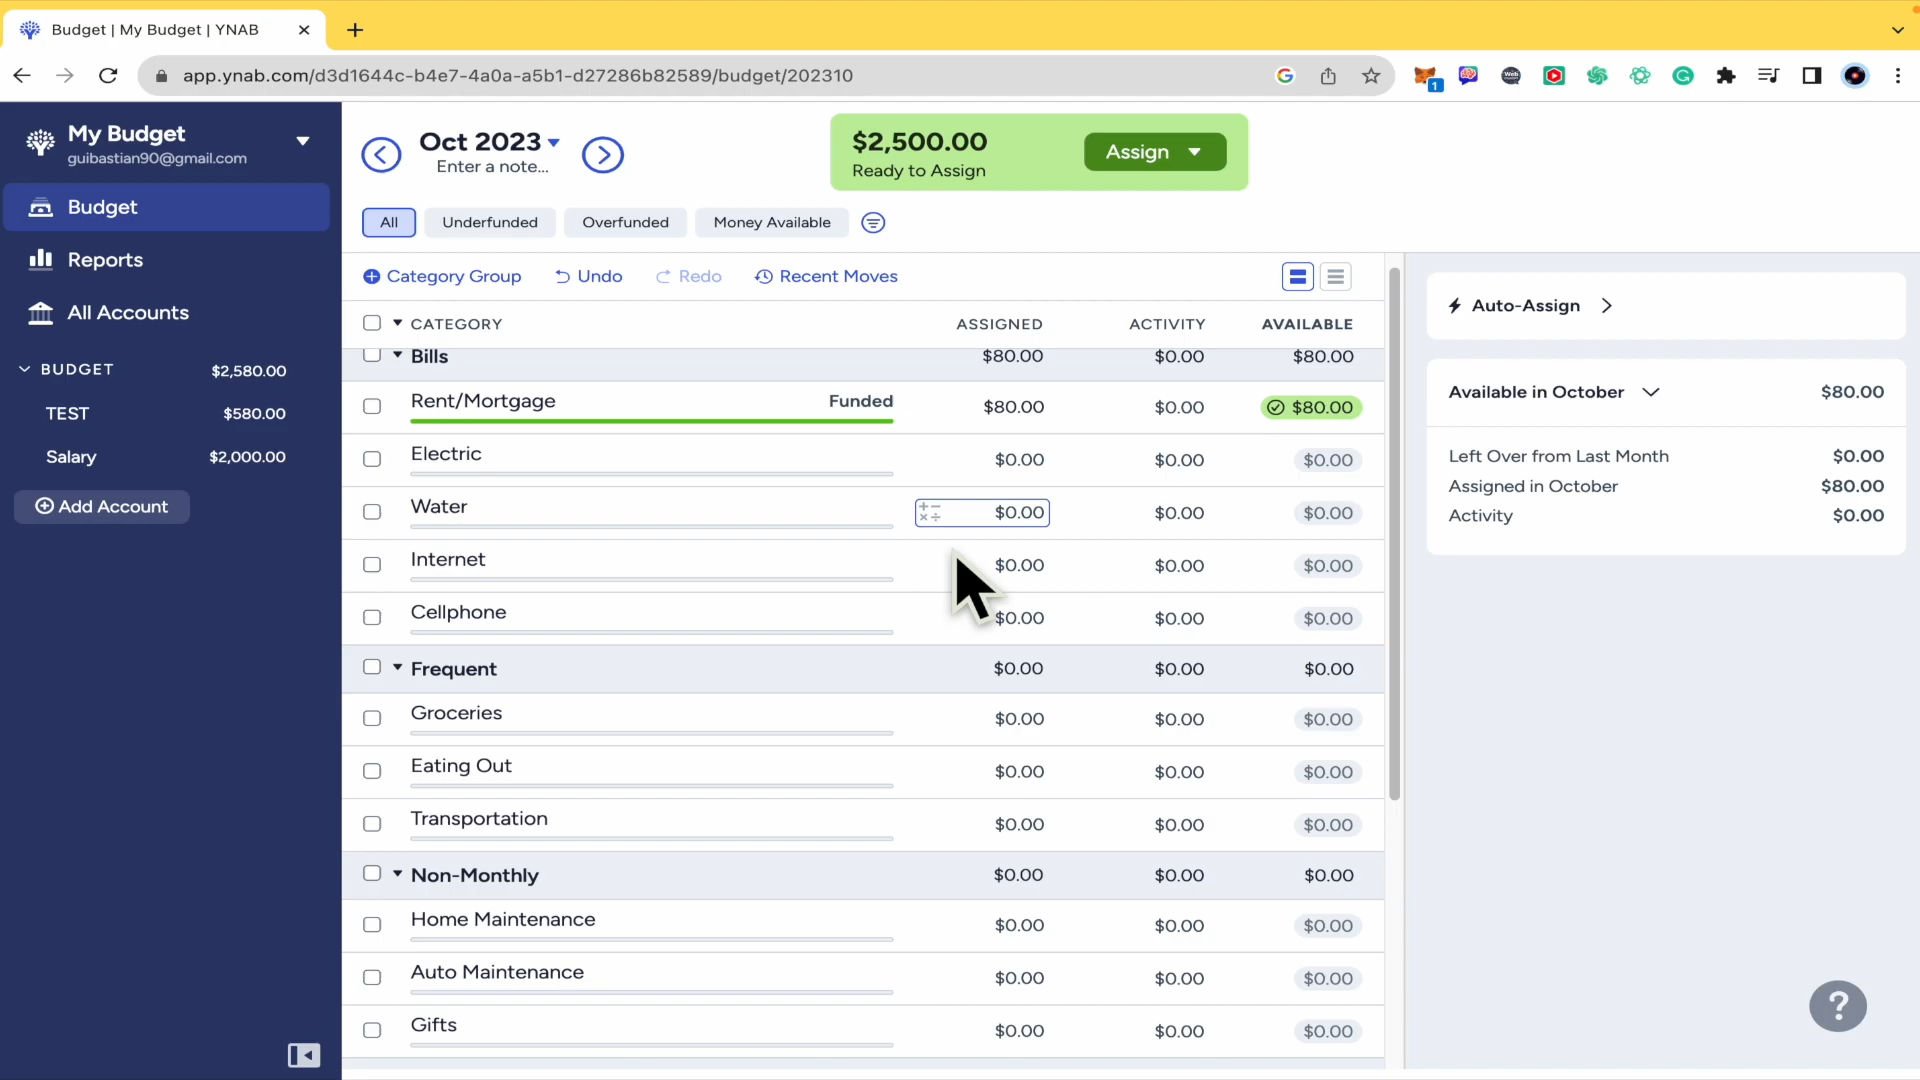 Budget | My Budget | YNAB
app.ynab.com/d3d1644c-b4e7-4a0a-a5b1-d27286b82589/budget/202310
1
My Budget
guibastian90@gmail.com
Budget
Reports
All Accounts
BUDGET $2,580.00
TEST $580.00
Salary $2,000.00
Add Account
Oct 2023
Enter a note...
$2,500.00
Ready to Assign
Assign
All Underfunded Overfunded Money Available
Category Group Undo Redo Recent Moves
CATEGORY ASSIGNED ACTIVITY AVAILABLE
Bills $80.00 $0.00 $80.00
Rent/Mortgage Funded $80.00 $0.00 $80.00
Electric $0.00 $0.00 $0.00
Water $0.00 $0.00 $0.00
Internet $0.00 $0.00 $0.00
Cellphone $0.00 $0.00 $0.00
Frequent $0.00 $0.00 $0.00
Groceries $0.00 $0.00 $0.00
Eating Out $0.00 $0.00 $0.00
Transportation $0.00 $0.00 $0.00
Non-Monthly $0.00 $0.00 $0.00
Home Maintenance $0.00 $0.00 $0.00
Auto Maintenance $0.00 $0.00 $0.00
Gifts $0.00 $0.00 $0.00
Auto-Assign
Available in October $80.00
Left Over from Last Month $0.00
Assigned in October $80.00
Activity $0.00
?